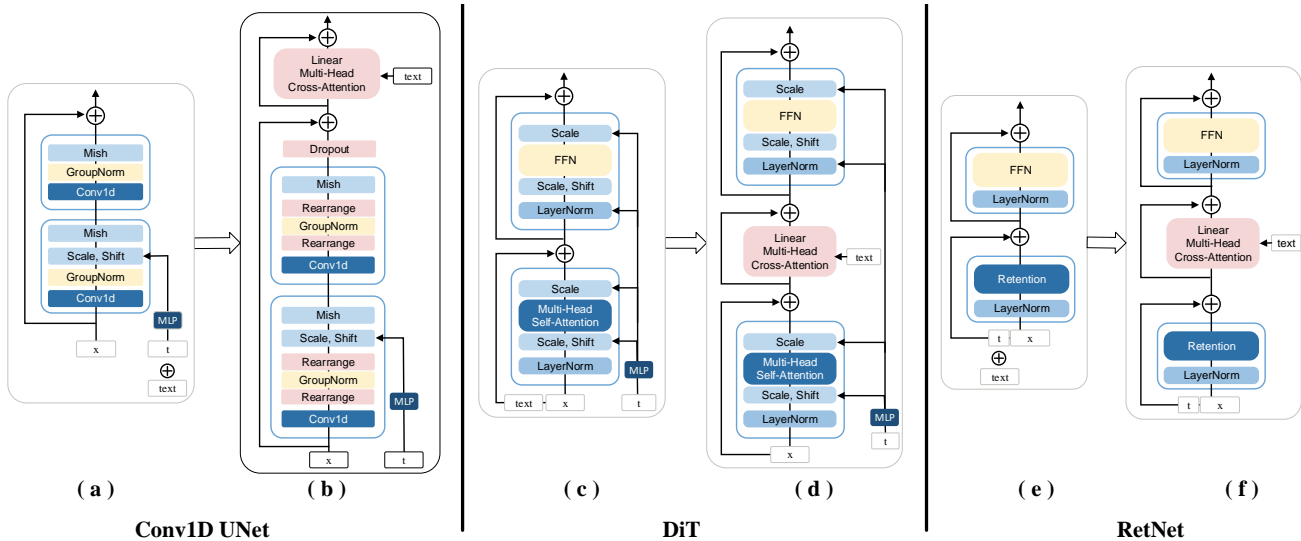 Mish
GroupNorm
Conv1d
Mish
Scale, Shift
GroupNorm
Conv1d
MLP
x
t
text
( a )
Linear
Multi-Head
Cross-Attention
text
Dropout
Mish
Rearrange
GroupNorm
Rearrange
Conv1d
Mish
Scale, Shift
Rearrange
GroupNorm
Rearrange
Conv1d
MLP
x
t
( b )
Conv1D UNet
Scale
FFN
Scale, Shift
LayerNorm
Scale
Multi-Head
Self-Attention
Scale, Shift
LayerNorm
MLP
text
x
t
( c )
Scale
FFN
Scale, Shift
LayerNorm
Linear
Multi-Head
Cross-Attention
text
Scale
Multi-Head
Self-Attention
Scale, Shift
LayerNorm
MLP
x
t
( d )
DiT
FFN
LayerNorm
Retention
LayerNorm
t
x
text
( e )
FFN
LayerNorm
Linear
Multi-Head
Cross-Attention
text
Retention
LayerNorm
t
x
( f )
RetNet